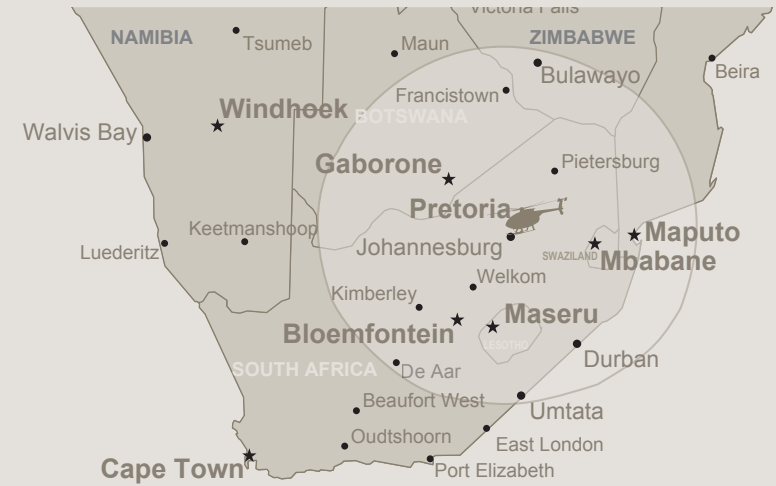 Victoria Falls
NAMIBIA
Tsumeb
Maun
ZIMBABWE
Bulawayo
Beira
Francistown
Windhoek
BOTSWANA
Walvis Bay
Gaborone
Pietersburg
Pretoria
Keetmanshoop
Johannesburg
Maputo
Luederitz
SWAZILAND
Mbabane
Welkom
Kimberley
Maseru
Bloemfontein
LESOTHO
Durban
SOUTH AFRICA
De Aar
Beaufort West
Umtata
Oudtshoorn
East London
Cape Town
Port Elizabeth